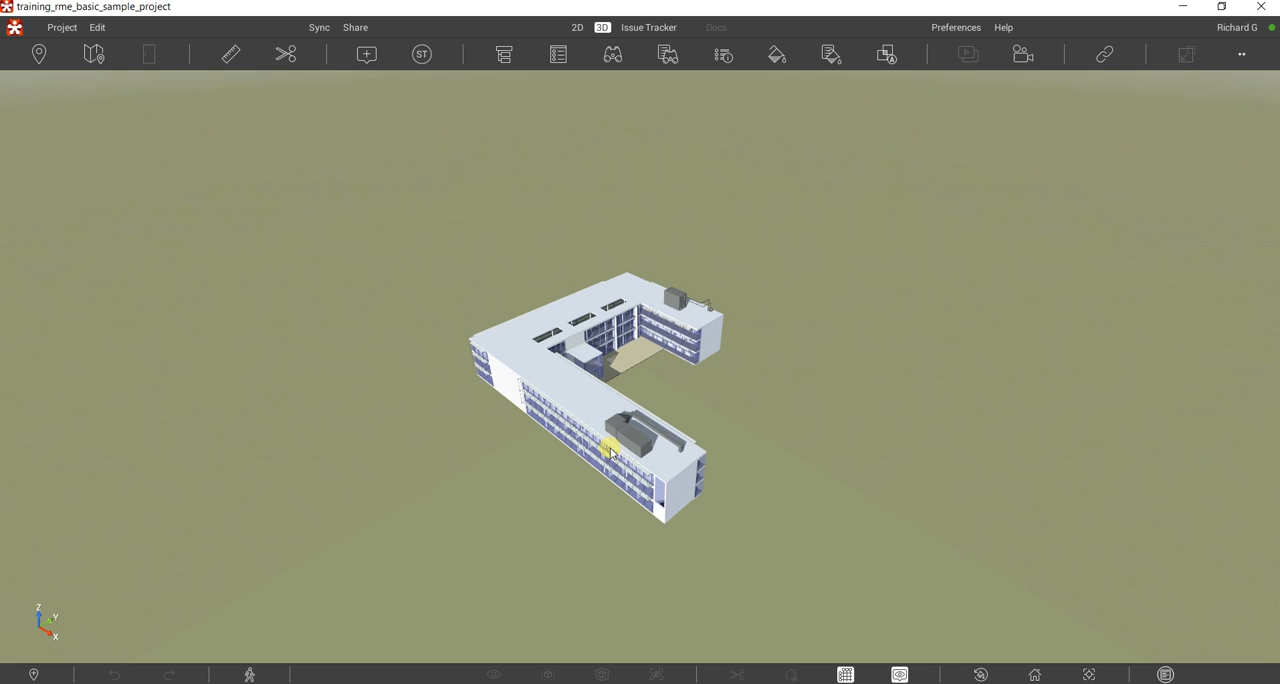 training_rme_basic_sample_project
Project Edit Sync Share 2D 3D Issue Tracker Docs Preferences Help Richard G
ST
A
Z
Y
X